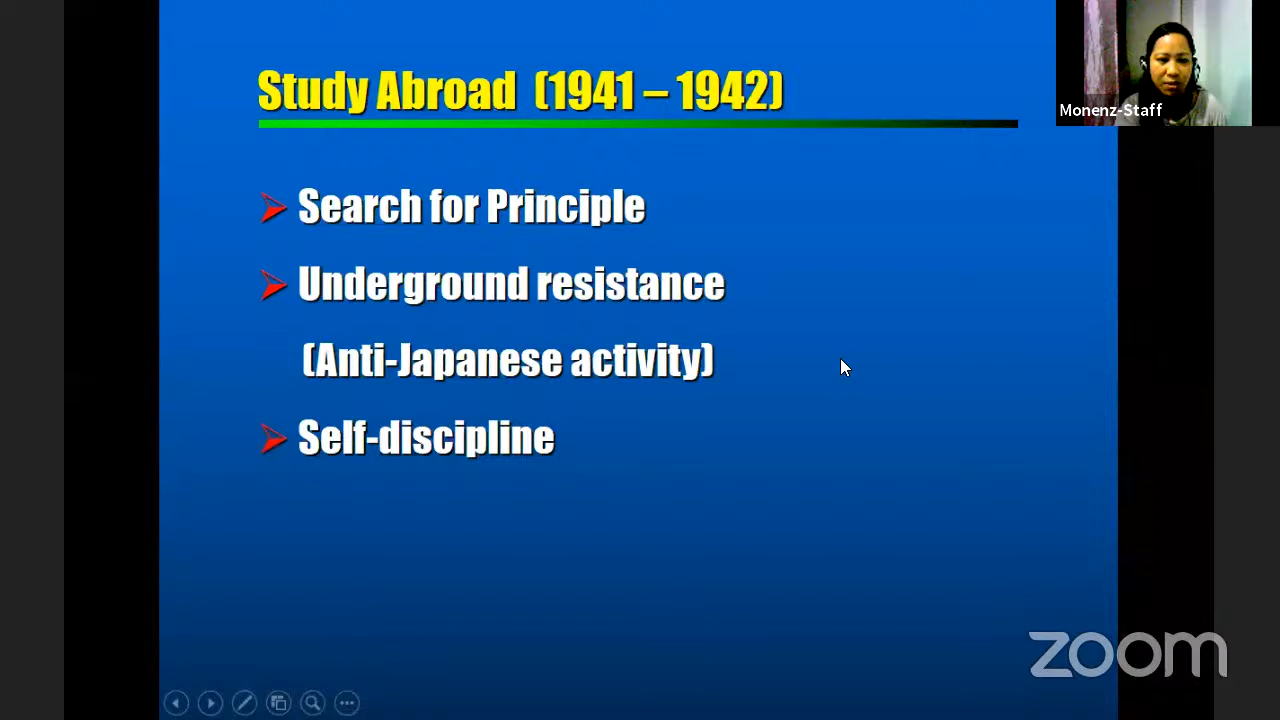 Study Abroad (1941 – 1942)
Monenz-Staff
Search for Principle
Underground resistance
(Anti-Japanese activity)
Self-discipline
zoom